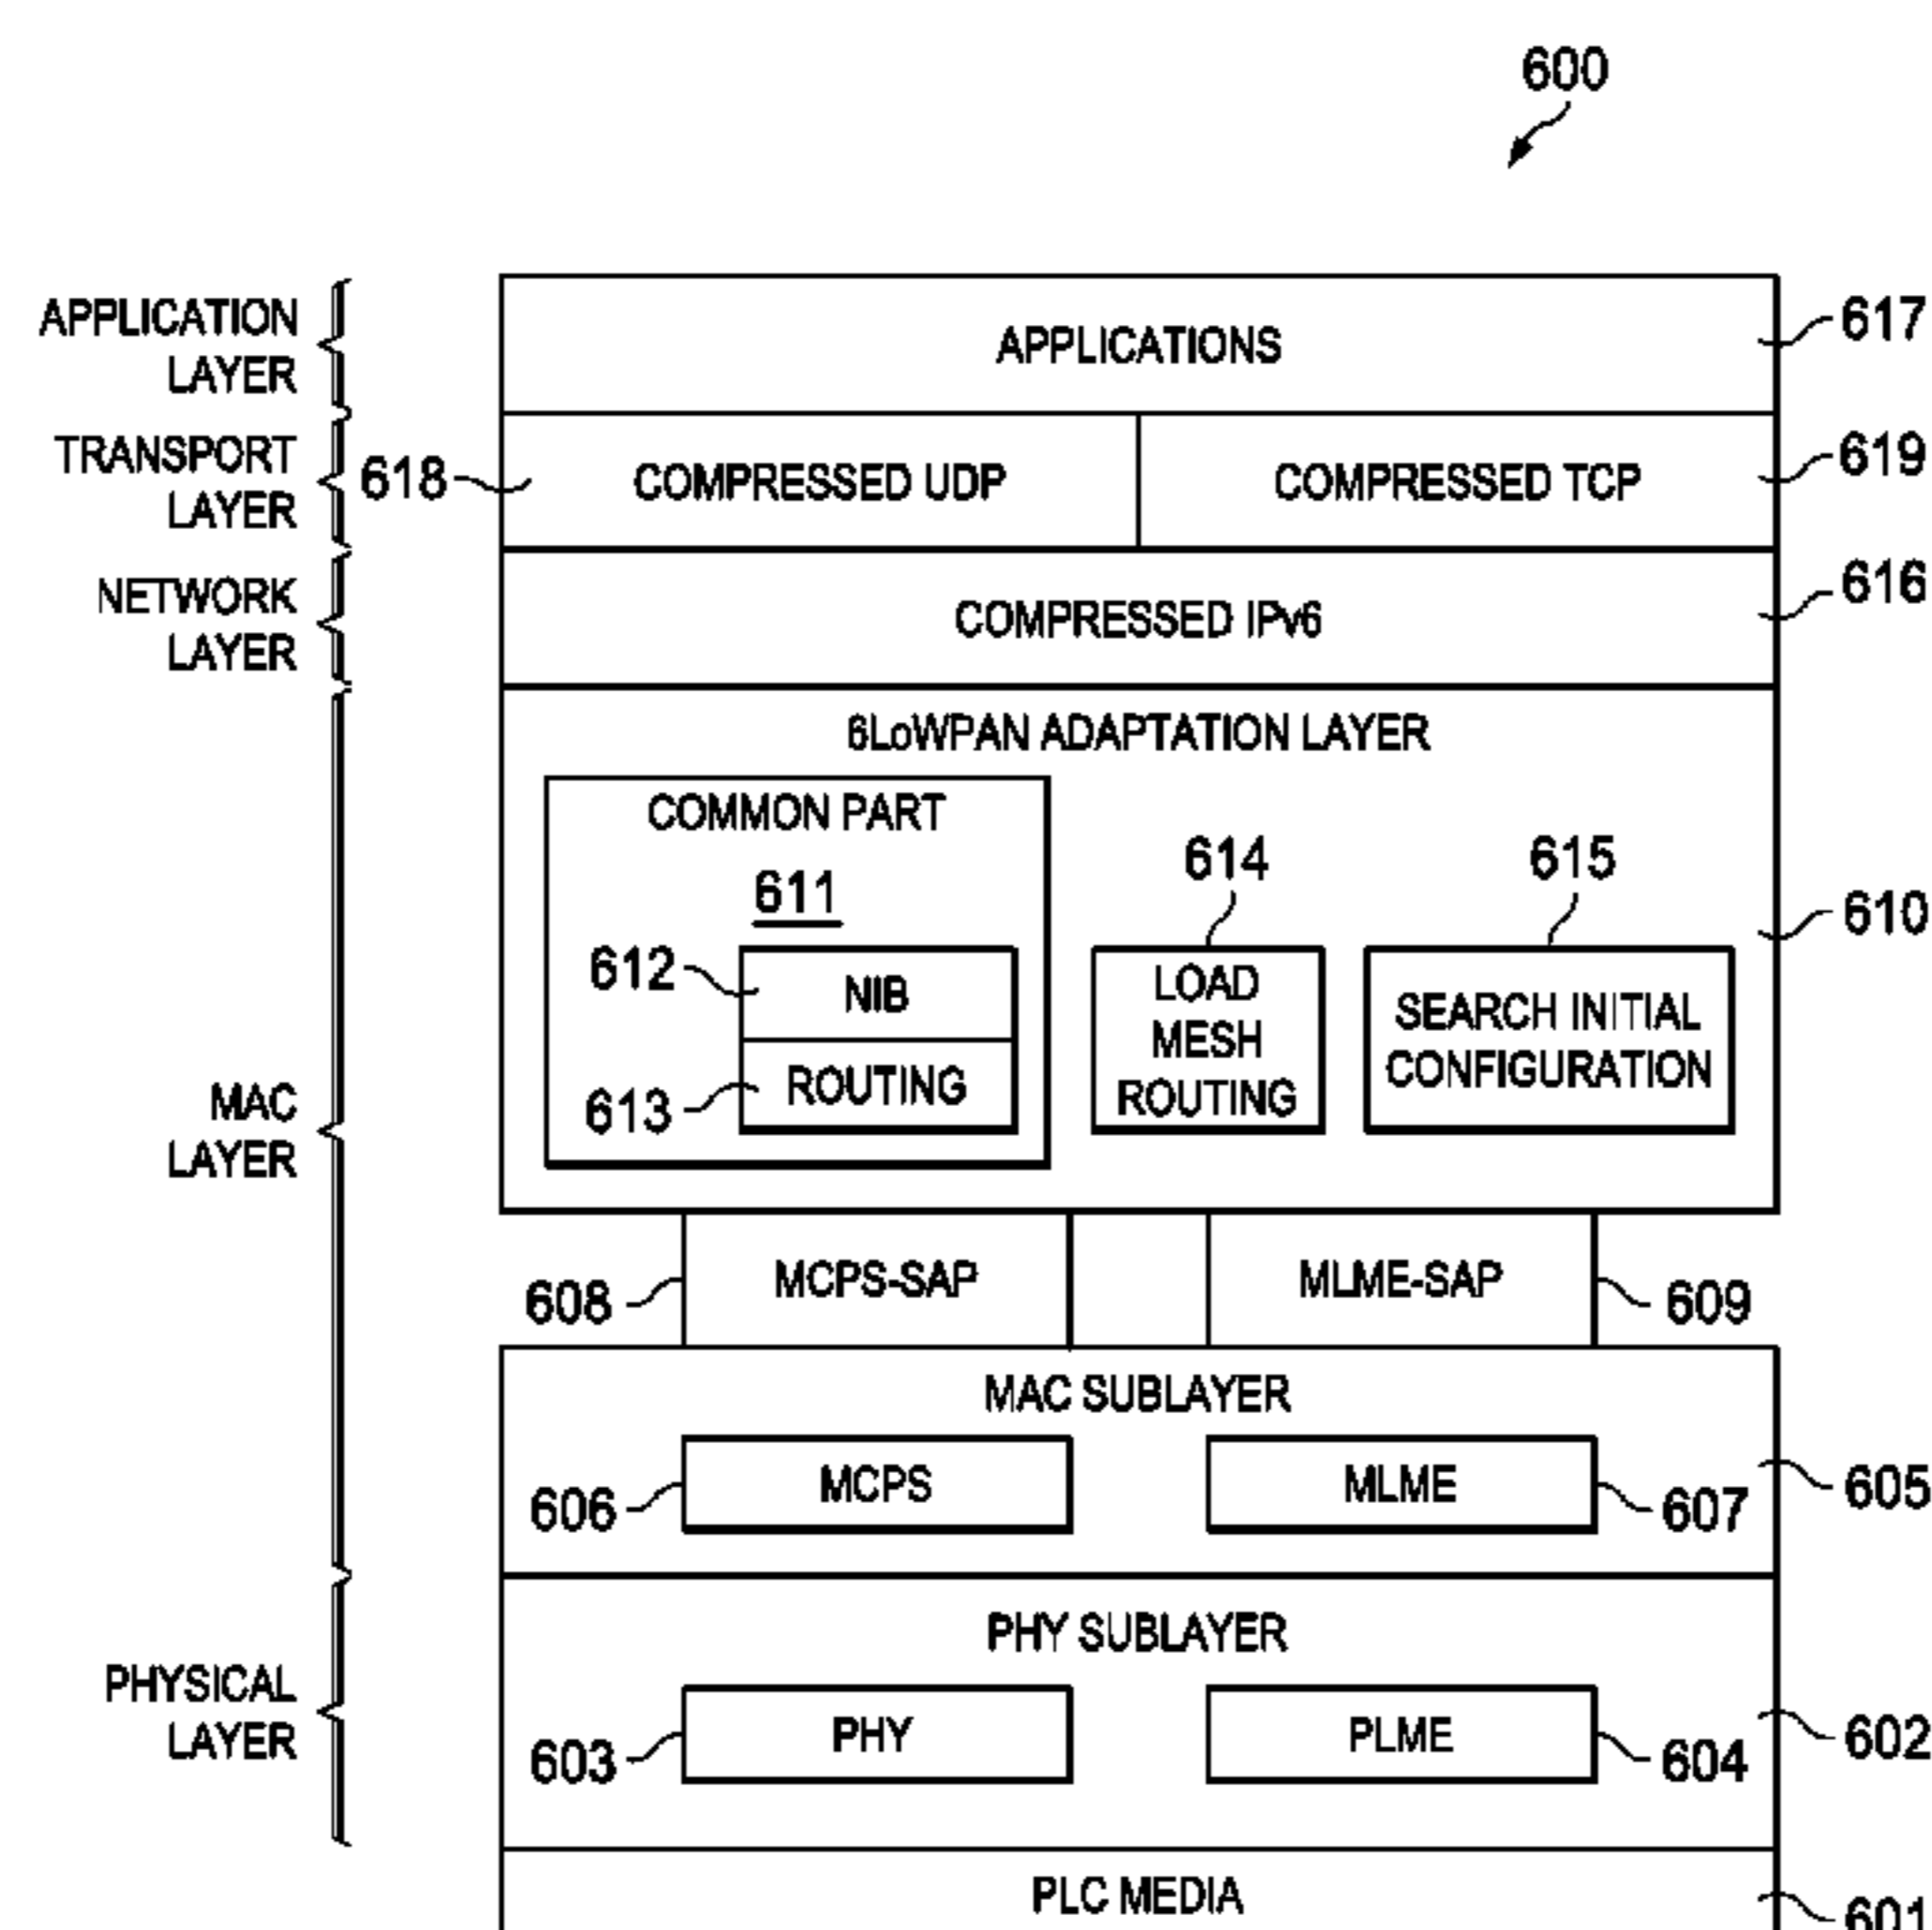 600
APPLICATION
LAYER
APPLICATIONS
617
TRANSPORT
LAYER
618
COMPRESSED UDP
COMPRESSED TCP
619
NETWORK
LAYER
COMPRESSED IPv6
616
MAC
LAYER
6LoWPAN ADAPTATION LAYER
610
COMMON PART
611
612
NIB
613
ROUTING
614
LOAD
MESH
ROUTING
615
SEARCH INITIAL
CONFIGURATION
608
MCPS-SAP
MLME-SAP
609
MAC SUBLAYER
605
606
MCPS
MLME
607
PHYSICAL
LAYER
PHY SUBLAYER
602
603
PHY
PLME
604
PLC MEDIA
601